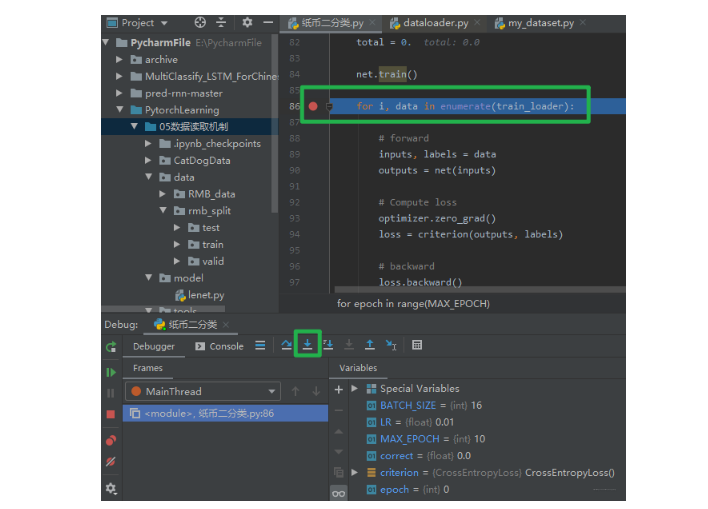 Project
纸币二分类.py
dataloader.py
my_dataset.py
PycharmFile E:\PycharmFile
archive
MultiClassify_LSTM_ForChine
pred-rnn-master
PytorchLearning
05数据读取机制
.ipynb_checkpoints
CatDogData
data
RMB_data
rmb_split
test
train
valid
model
lenet.py
tools
82 total = 0. total: 0.0
83
84 net.train()
85
86 for i, data in enumerate(train_loader):
87
88 # forward
89 inputs, labels = data
90 outputs = net(inputs)
91
92 # Compute loss
93 optimizer.zero_grad()
94 loss = criterion(outputs, labels)
95
96 # backward
97 loss.backward()
for epoch in range(MAX_EPOCH)
Debug: 纸币二分类
Debugger Console
Frames
MainThread
<module>, 纸币二分类.py:86
Variables
Special Variables
BATCH_SIZE = {int} 16
LR = {float} 0.01
MAX_EPOCH = {int} 10
correct = {float} 0.0
criterion = {CrossEntropyLoss} CrossEntropyLoss()
epoch = {int} 0